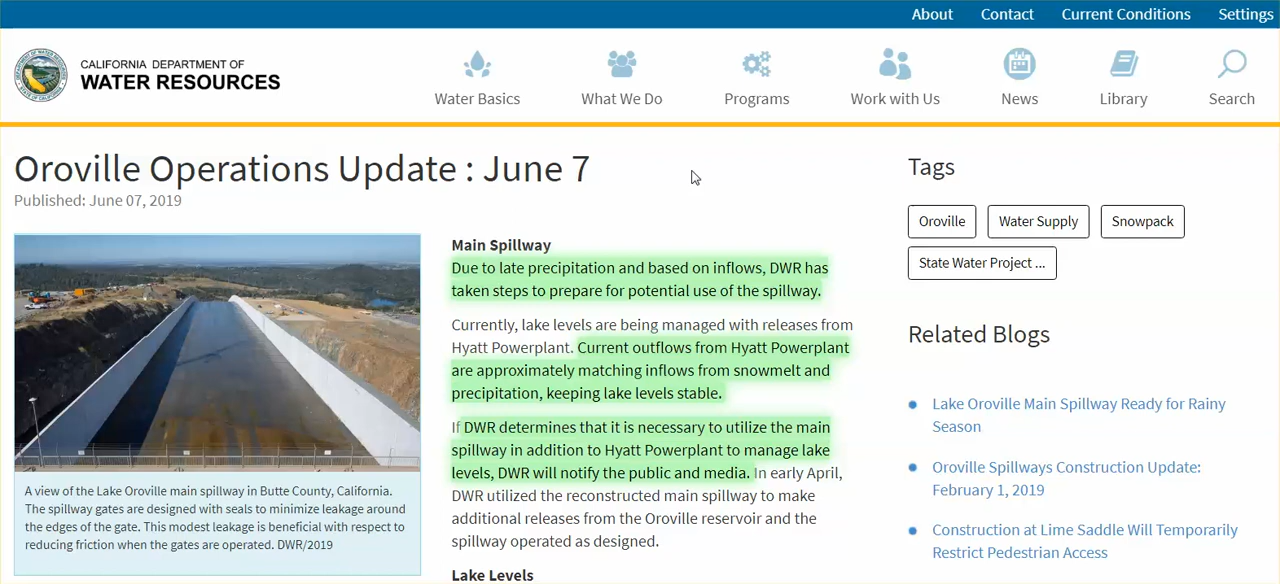 About Contact Current Conditions Settings
CALIFORNIA DEPARTMENT OF
WATER RESOURCES
Water Basics What We Do Programs Work with Us News Library Search
Oroville Operations Update : June 7
Published: June 07, 2019
A view of the Lake Oroville main spillway in Butte County, California.
The spillway gates are designed with seals to minimize leakage around
the edges of the gate. This modest leakage is beneficial with respect to
reducing friction when the gates are operated. DWR/2019
Main Spillway
Due to late precipitation and based on inflows, DWR has
taken steps to prepare for potential use of the spillway.
Currently, lake levels are being managed with releases from
Hyatt Powerplant. Current outflows from Hyatt Powerplant
are approximately matching inflows from snowmelt and
precipitation, keeping lake levels stable.
If DWR determines that it is necessary to utilize the main
spillway in addition to Hyatt Powerplant to manage lake
levels, DWR will notify the public and media. In early April,
DWR utilized the reconstructed main spillway to make
additional releases from the Oroville reservoir and the
spillway operated as designed.
Lake Levels
Tags
Oroville Water Supply Snowpack
State Water Project ...
Related Blogs
Lake Oroville Main Spillway Ready for Rainy
Season
Oroville Spillways Construction Update:
February 1, 2019
Construction at Lime Saddle Will Temporarily
Restrict Pedestrian Access